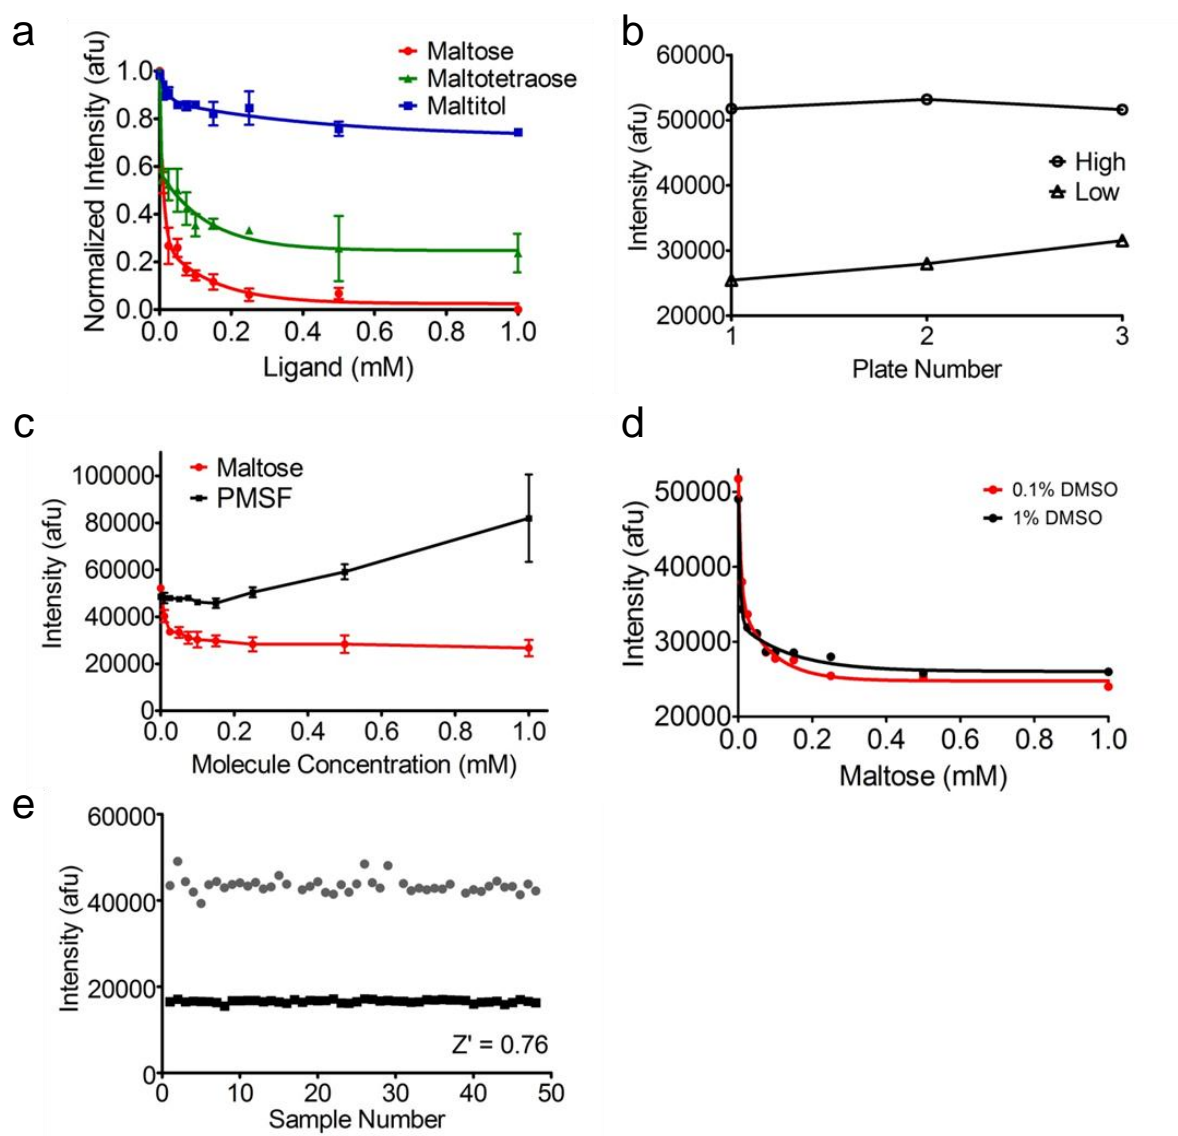 a
Normalized Intensity (afu)
1.0
0.8
0.6
0.4
0.2
0.0
0.0 0.2 0.4 0.6 0.8 1.0
Ligand (mM)
Maltose
Maltotetraose
Maltitol
b
Intensity (afu)
60000
50000
40000
30000
20000
1 2 3
Plate Number
High
Low
c
Intensity (afu)
100000
80000
60000
40000
20000
0
0.0 0.2 0.4 0.6 0.8 1.0
Molecule Concentration (mM)
Maltose
PMSF
d
Intensity (afu)
50000
40000
30000
20000
0.0 0.2 0.4 0.6 0.8 1.0
Maltose (mM)
0.1% DMSO
1% DMSO
e
Intensity (afu)
60000
40000
20000
0
0 10 20 30 40 50
Sample Number
Z' = 0.76